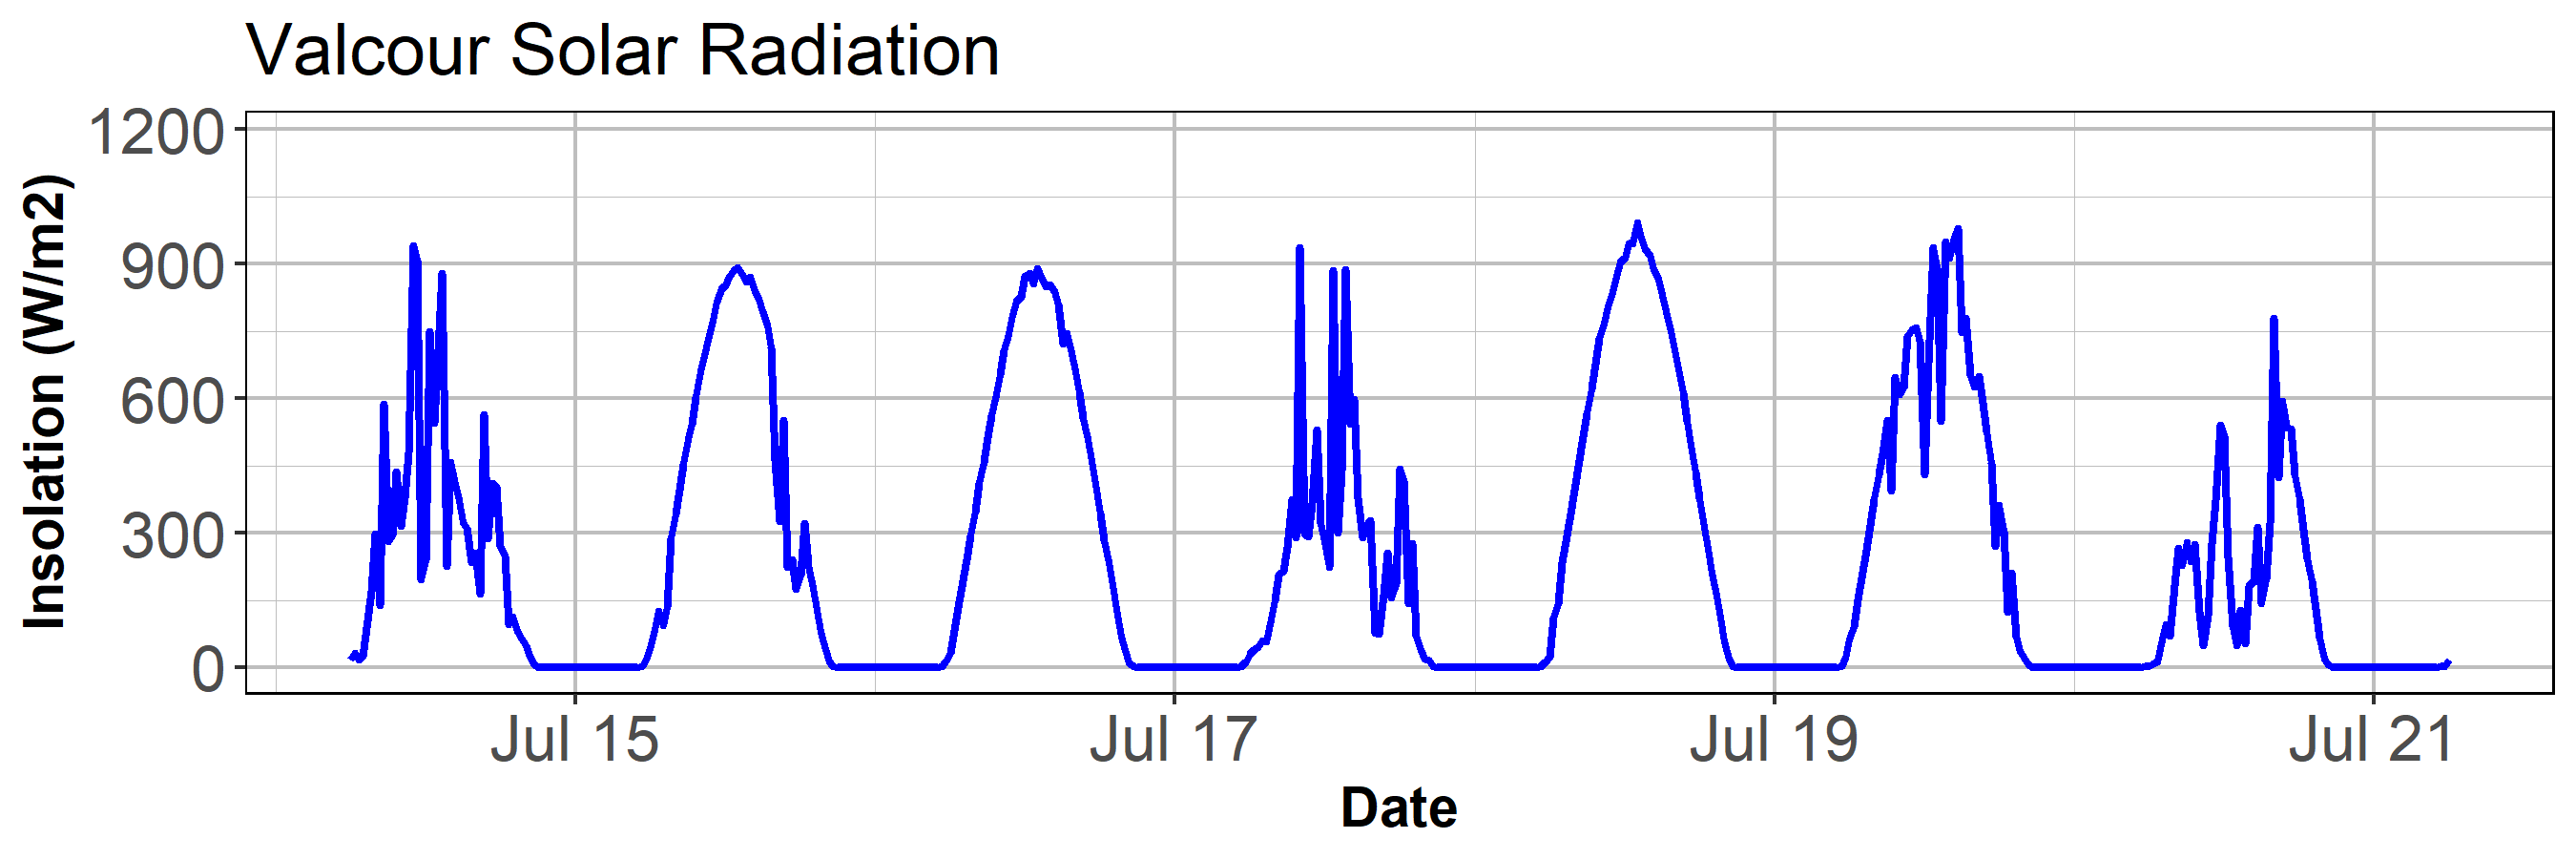 Valcour Solar Radiation
1200
900
600
300
0
Insolation (W/m2)
Jul 15
Jul 17
Jul 19
Jul 21
Date